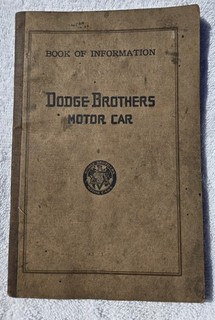 BOOK OF INFORMATION
DODGE BROTHERS
MOTOR CAR